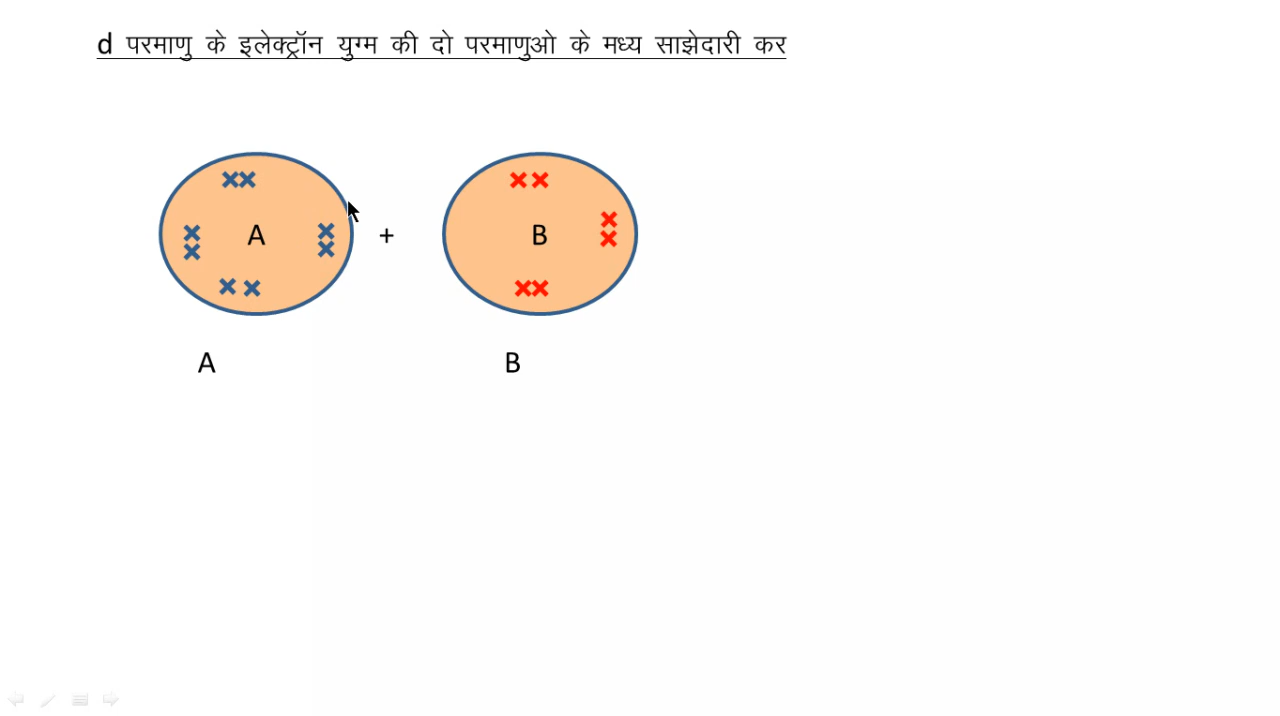 d परमाणु के इलेक्ट्रॉन युग्म की दो परमाणुओ के मध्य साझेदारी कर
A + B
A B